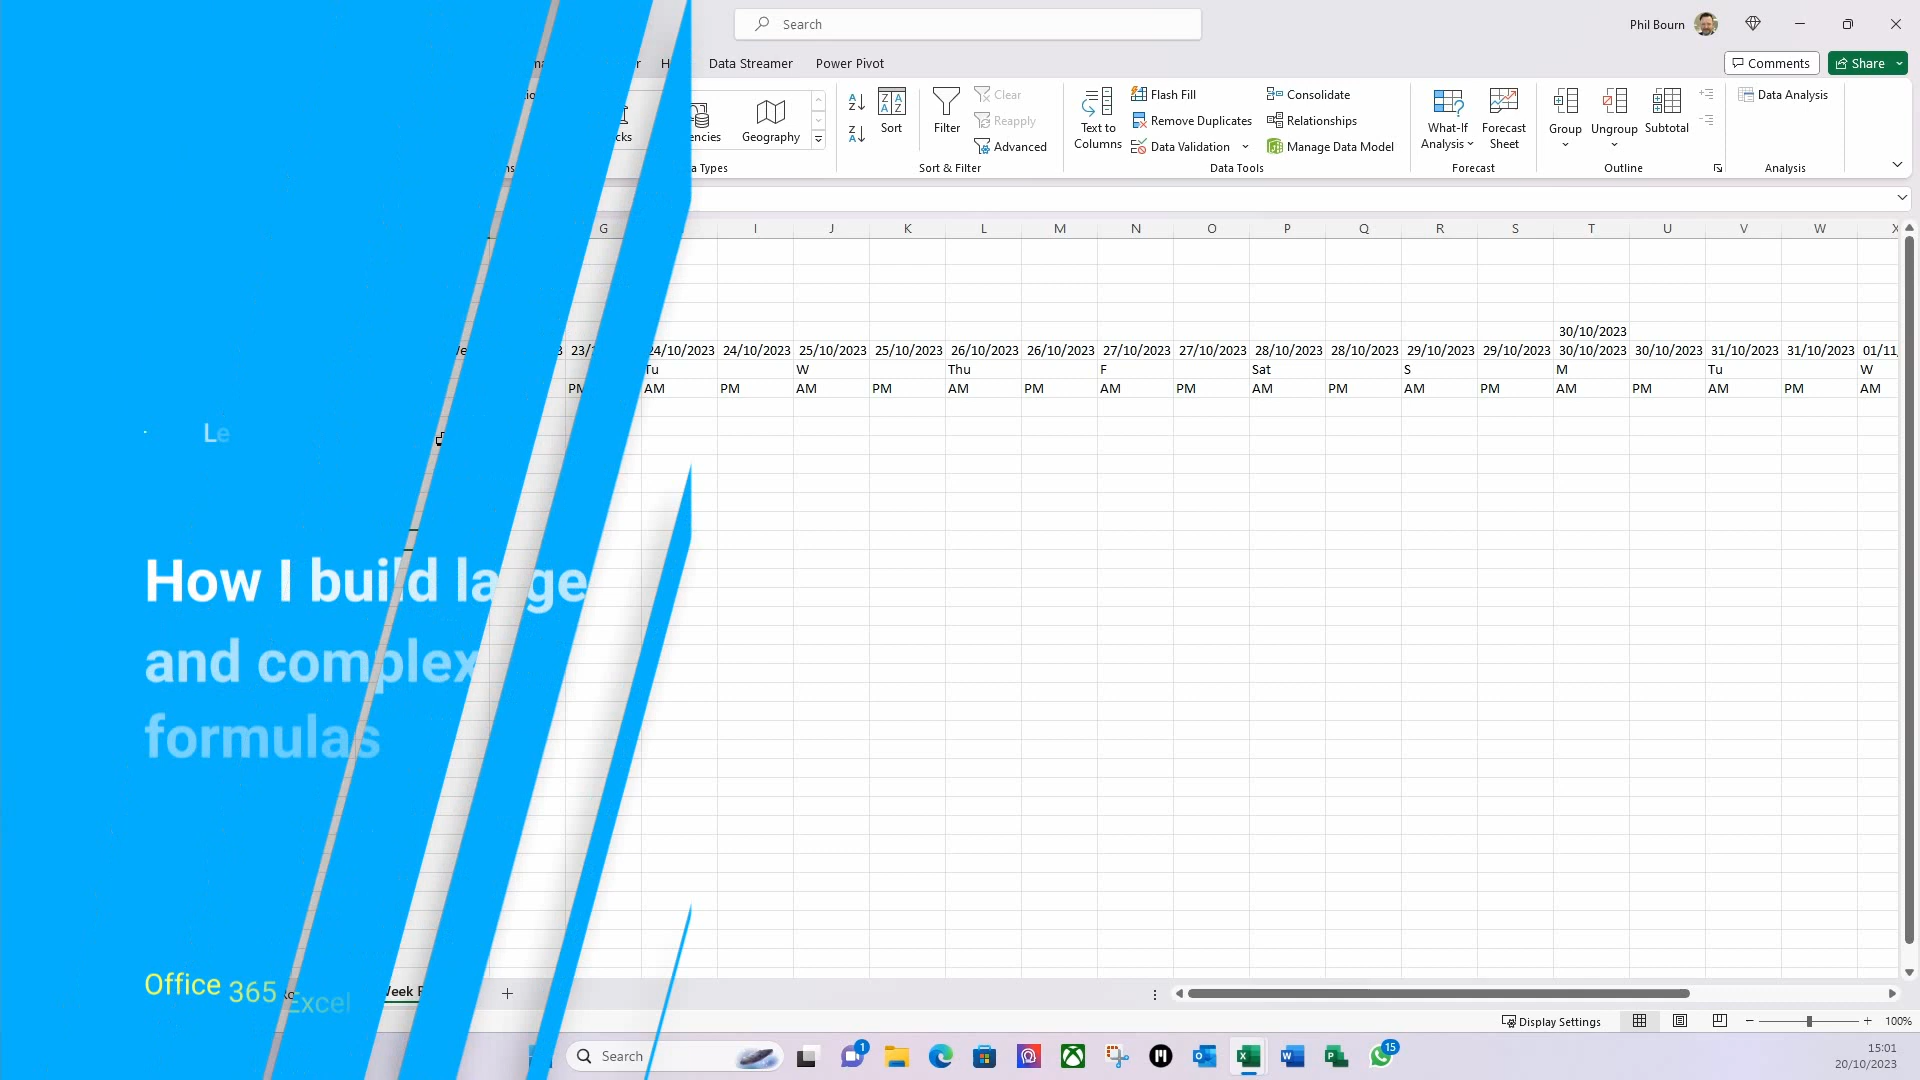 Search
Phil Bourn
Data Streamer
Power Pivot
Comments
Share
Geography
Sort
Filter
Clear
Reapply
Advanced
Sort & Filter
Text to
Columns
Flash Fill
Remove Duplicates
Data Validation
Consolidate
Relationships
Manage Data Model
Data Tools
What-If
Analysis
Forecast
Sheet
Forecast
Group
Ungroup
Subtotal
Outline
Data Analysis
Analysis
Types
G I J K L M N O P Q R S T U V W X
30/10/2023
24/10/2023 24/10/2023 25/10/2023 25/10/2023 26/10/2023 26/10/2023 27/10/2023 27/10/2023 28/10/2023 28/10/2023 29/10/2023 29/10/2023 30/10/2023 30/10/2023 31/10/2023 31/10/2023 01/11
Tu W Thu F Sat S M Tu W
PM AM PM AM PM AM PM AM PM AM PM AM PM AM PM AM PM AM
Le
How I build large
and complex
formulas
Office 365 Excel
Week
Display Settings
100%
Search
1
15
15:01
20/10/2023